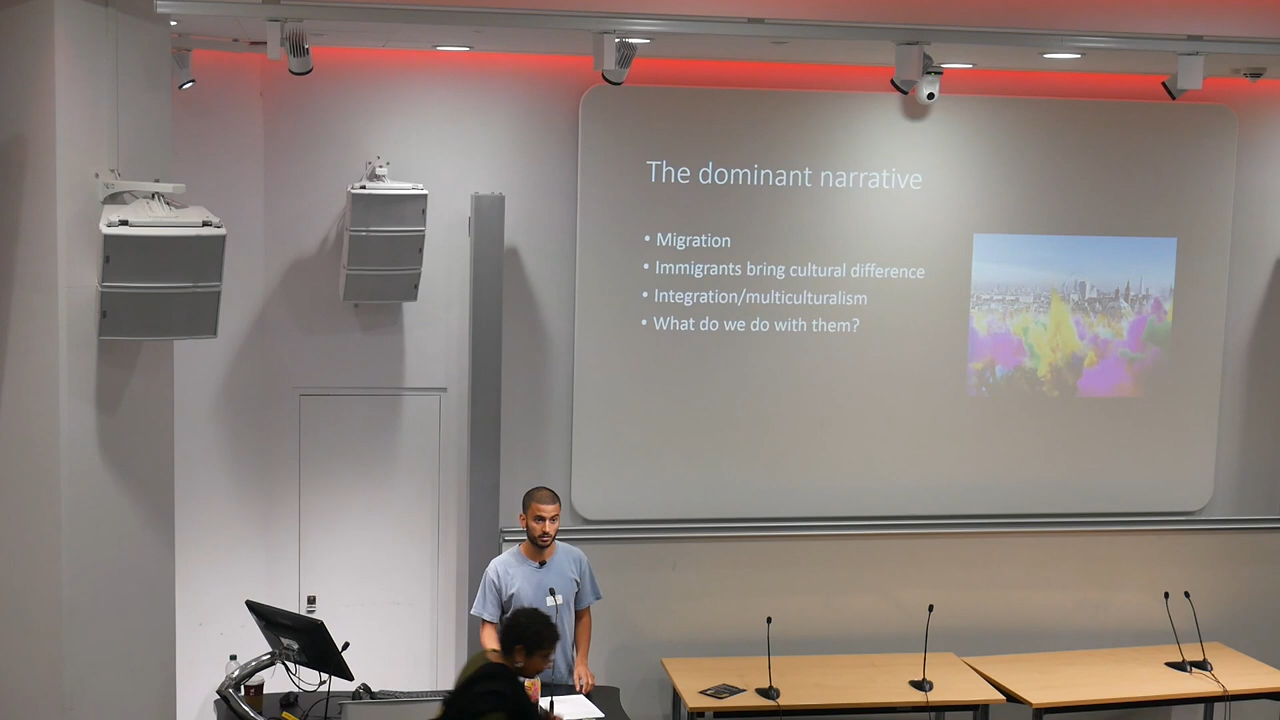 The dominant narrative
• Migration
• Immigrants bring cultural difference
• Integration/multiculturalism
• What do we do with them?